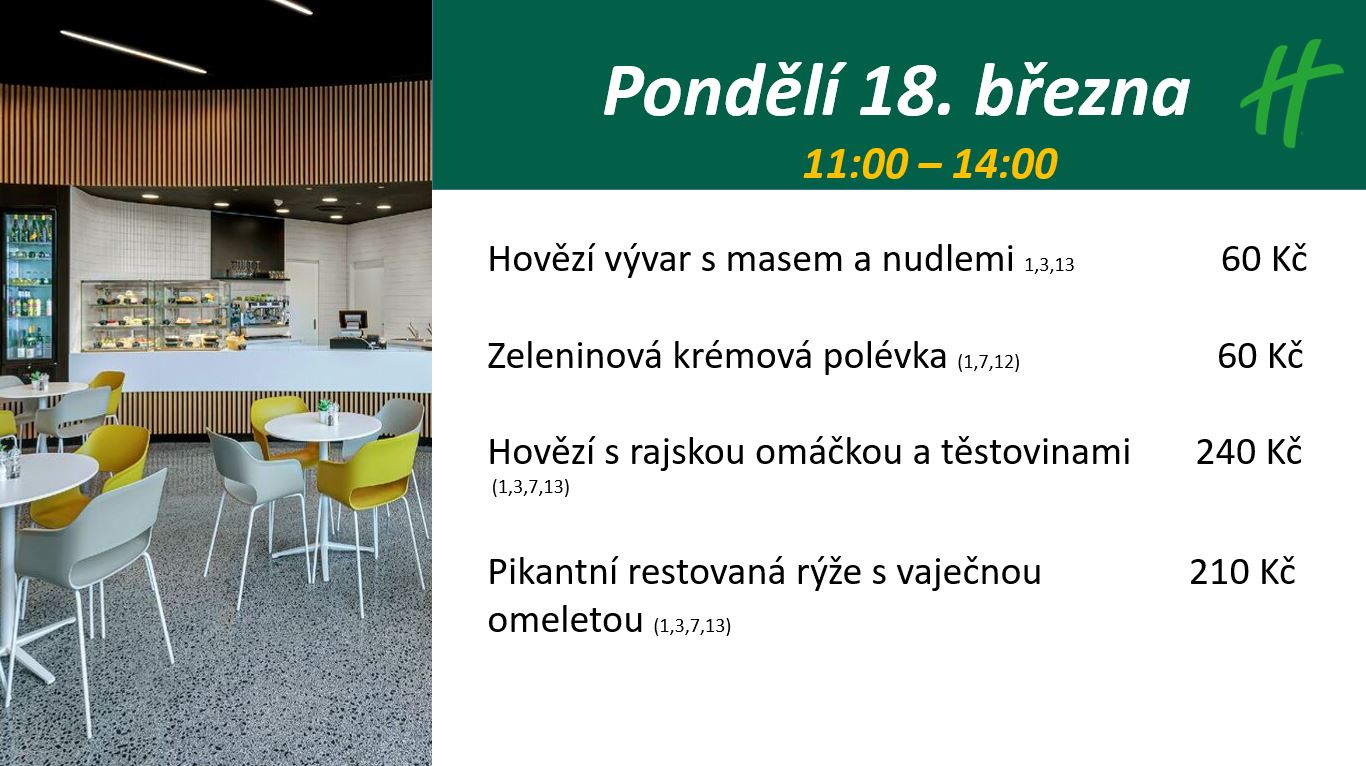 Pondělí 18. března
11:00 – 14:00
Hovězí vývar s masem a nudlemi 1,3,13 60 Kč
Zeleninová krémová polévka (1,7,12) 60 Kč
Hovězí s rajskou omáčkou a těstovinami 240 Kč
(1,3,7,13)
Pikantní restovaná rýže s vaječnou 210 Kč
omeletou (1,3,7,13)